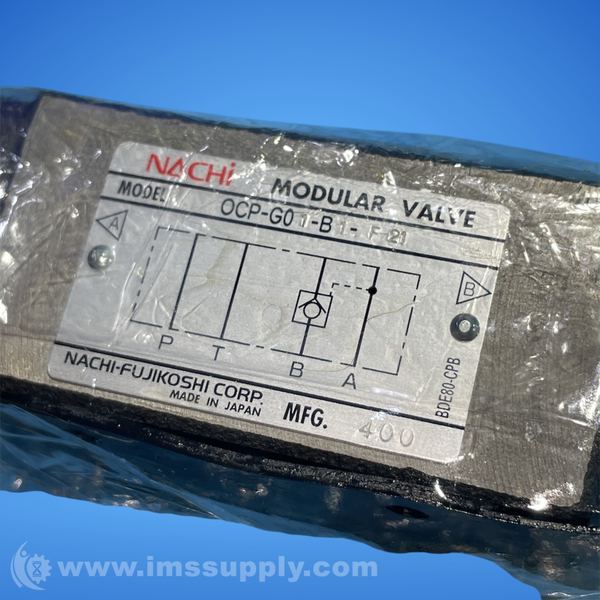 NACHi MODULAR VALVE
MODEL OCP-G01-B1-F-21
A
B
P T B A
NACHI-FUJIKOSHI CORP.
MADE IN JAPAN
MFG. 400
BDE80-CPB
www.imssupply.com